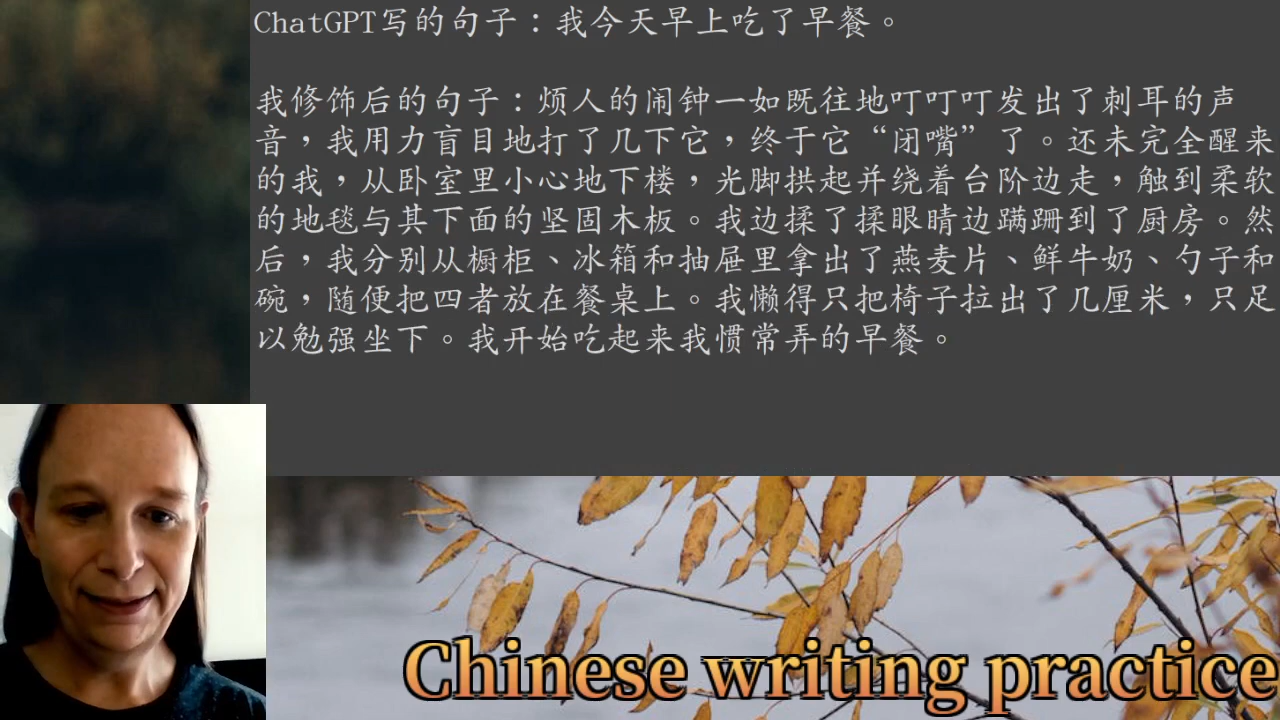 ChatGPT写的句子：我今天早上吃了早餐。
我修饰后的句子：烦人的闹钟一如既往地叮叮叮发出了刺耳的声
音，我用力盲目地打了几下它，终于它“闭嘴”了。还未完全醒来
的我，从卧室里小心地下楼，光脚拱起并绕着台阶边走，触到柔软
的地毯与其下面的坚固木板。我边揉了揉眼睛边蹒跚到了厨房。然
后，我分别从橱柜、冰箱和抽屉里拿出了燕麦片、鲜牛奶、勺子和
碗，随便把四者放在餐桌上。我懒得只把椅子拉出了几厘米，只足
以勉强坐下。我开始吃起来我惯常弄的早餐。
Chinese writing practice